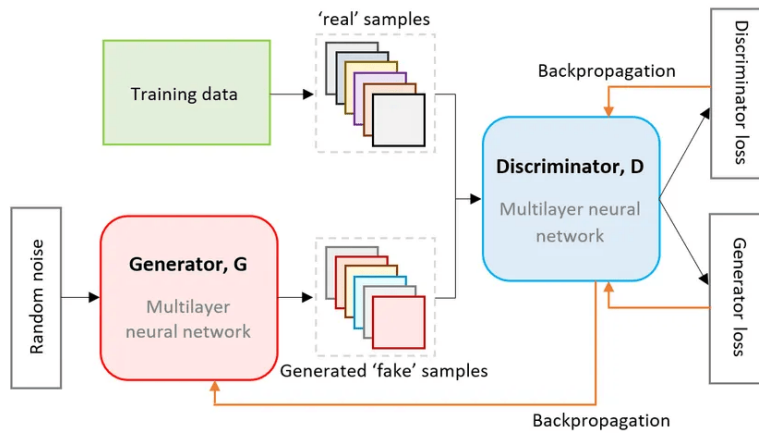 'real' samples
Training data
Backpropagation
Discriminator loss
Discriminator, D
Multilayer neural
network
Random noise
Generator, G
Multilayer
neural network
Generated 'fake' samples
Generator loss
Backpropagation